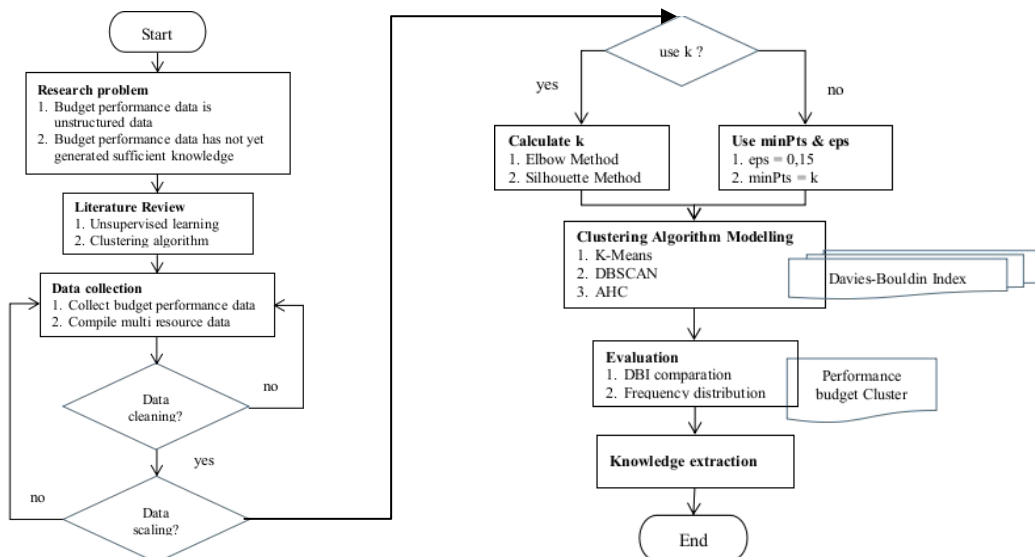 Start
Research problem
1. Budget performance data is
unstructured data
2. Budget performance data has not yet
generated sufficient knowledge
Literature Review
1. Unsupervised learning
2. Clustering algorithm
Data collection
1. Collect budget performance data
2. Compile multi resource data
no
Data
cleaning?
yes
no
Data
scaling?
use k ?
yes
no
Calculate k
1. Elbow Method
2. Silhouette Method
Use minPts & eps
1. eps = 0,15
2. minPts = k
Clustering Algorithm Modelling
1. K-Means
2. DBSCAN
3. AHC
Davies-Bouldin Index
Evaluation
1. DBI comparation
2. Frequency distribution
Performance
budget Cluster
Knowledge extraction
End